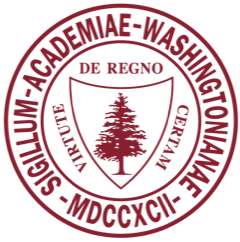 SIGILLUM-ACADEMIAE-WASHINGTONIANAE
-MDCCXCII-
DE REGNO
VIRTUTE
CERTAM